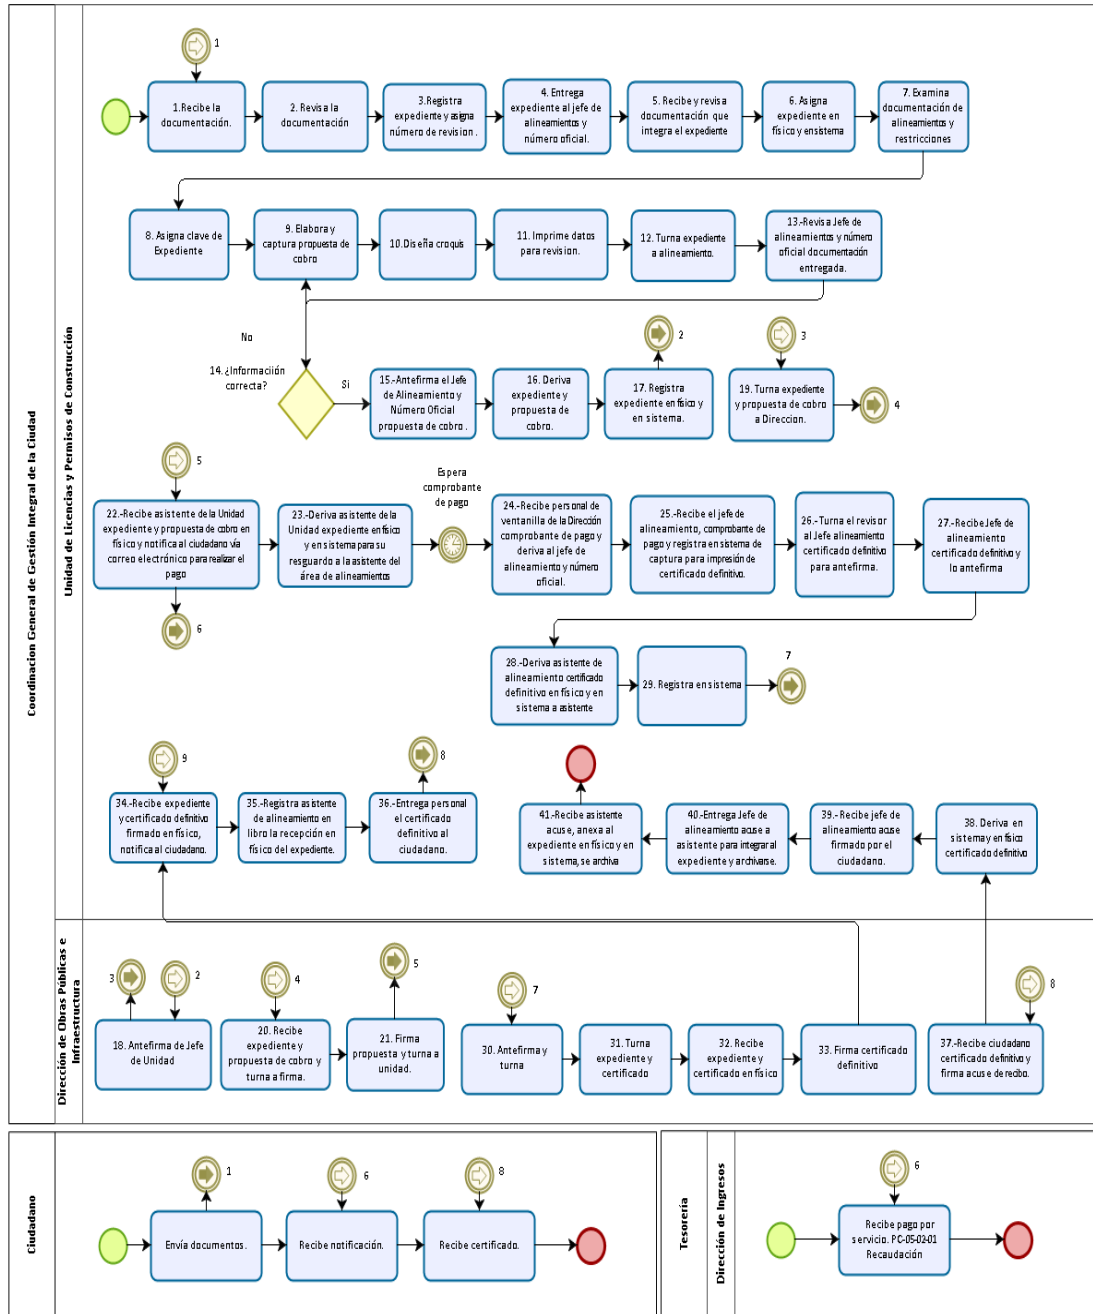 Coordinacion General de Gestión Integral de la Ciudad
Unidad de Licencias y Permisos de Construcción
1
1.Recibe la
documentación.
2. Revisa la
documentación
3.Registra
expediente y asigna
número de revision.
4. Entrega
expediente al jefe de
alineamientos y
número oficial.
5. Recibe y revisa
documentación que
integra el expediente
6. Asigna
expediente en
físico y en sistema
7. Examina
documentación de
alineamientos y
restricciones
8. Asigna clave de
Expediente
9. Elabora y
captura propuesta de
cobro
10.Diseña croquis
11. Imprime datos
para revision.
12. Turna expediente
a alineamiento.
13.-Revisa Jefe de
alineamientos y número
oficial documentación
entregada.
No
14. ¿Informaciión
correcta?
Si
15.-Antefirma el Jefe
de Alineamiento y
Número Oficial
propuesta de cobro.
16. Deriva
expediente y
propuesta de
cobro.
2
17. Registra
expediente en físico y
en sistema.
3
19. Turna expediente
y propuesta de cobro
a Direccion.
4
5
22.-Recibe asistente de la Unidad
expediente y propuesta de cobro en
físico y notifica al ciudadano vía
correo electrónico para realizar el
pago
6
23.-Deriva asistente de la
Unidad expediente en físico
y en sistema para su
resguardo a la asistente del
área de alineamientos
Espera
comprobante
de pago
24.-Recibe personal de
ventanilla de la Dirección
comprobante de pago y
deriva al jefe de
alineamiento y número
oficial.
25.-Recibe el jefe de
alineamiento, comprobante de
pago y registra en sistema de
captura para impresión de
certificado definitivo.
26.-Turna el revisor
al Jefe alineamiento
certificado definitivo
para antefirma.
27.-Recibe Jefe de
alineamiento
certificado definitivo y
lo antefirma
28.-Deriva asistente de
alineamiento certificado
definitivo en físico y en
sistema a asistente
29. Registra en sistema
7
9
34.-Recibe expediente
y certificado definitivo
firmado en físico,
notifica al ciudadano.
35.-Registra asistente
de alineamiento en
libro la recepción en
físico del expediente.
8
36.-Entrega personal
el certificado
definitivo al
ciudadano.
41.-Recibe asistente
acuse, anexa al
expediente en físico y en
sistema, se archiva
40.-Entrega Jefe de
alineamiento acuse a
asistente para integral al
expediente y archivarse.
39.-Recibe jefe de
alineamiento acuse
firmado por el
ciudadano.
38. Deriva en
sistema y en físico
certificado definitivo
Dirección de Obras Públicas e
Infraestructura
3
2
18. Antefirma de Jefe
de Unidad
4
20. Recibe
expediente y
propuesta de cobro y
turna a firma.
5
21. Firma
propuesta y turna a
unidad.
7
30. Antefirma y
turna
31. Turna
expediente y
certificado
32. Recibe
expediente y
certificado en físico
33. Firma certificado
definitivo
8
37.-Recibe ciudadano
certificado definitivo y
firma acuse de recibo.
Ciudadano
1
Envía documentos.
6
Recibe notificación.
8
Recibe certificado.
Tesorería
Dirección de Ingresos
6
Recibe pago por
servicio. PC-05-02-01
Recaudación